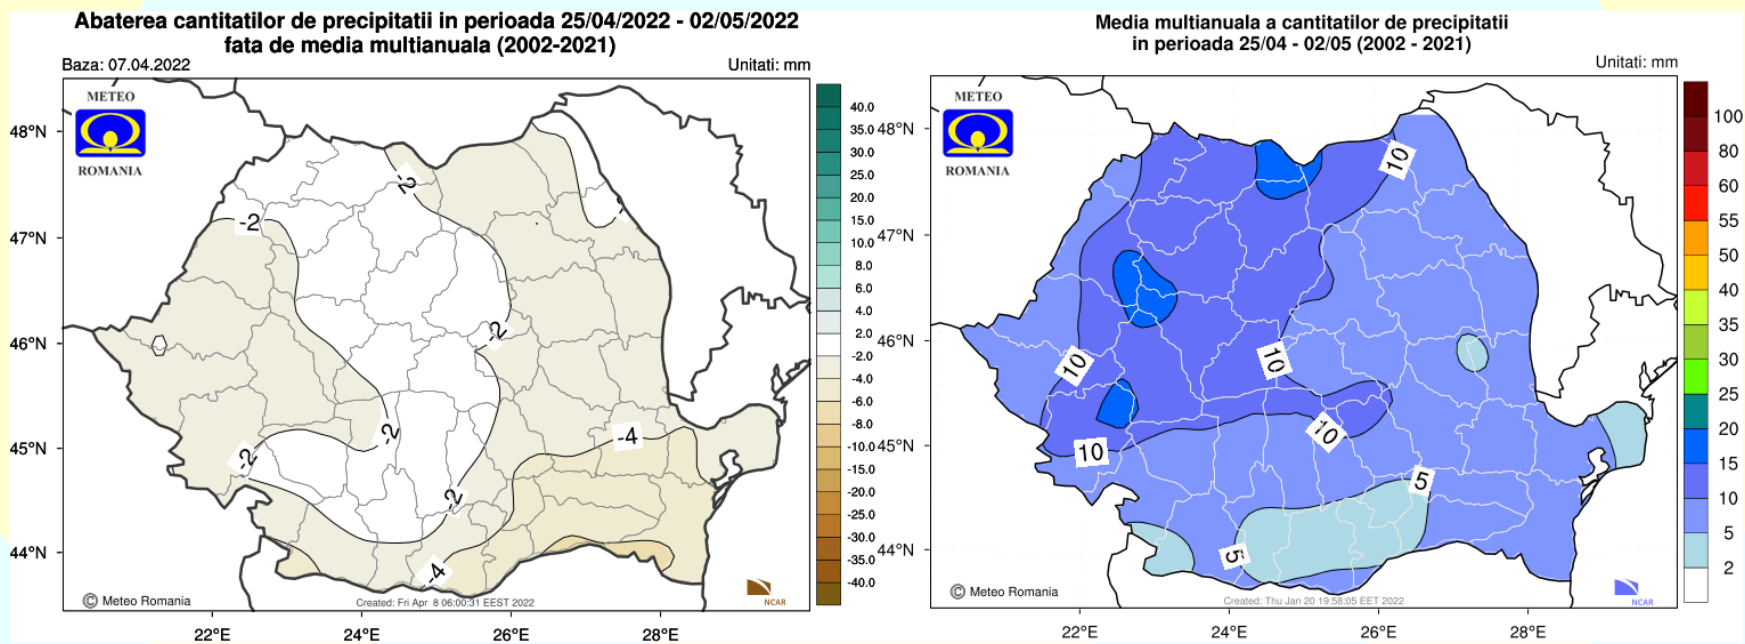 Abaterea cantitatilor de precipitatii in perioada 25/04/2022 - 02/05/2022
fata de media multianuala (2002-2021)
Baza: 07.04.2022
Unitati: mm
METEO
ROMANIA
48°N
47°N
46°N
45°N
44°N
22°E
24°E
26°E
28°E
-2
-2
-2
-2
-2
-2
-4
-4
40.0
35.0
30.0
25.0
20.0
15.0
10.0
8.0
6.0
4.0
2.0
-2.0
-4.0
-6.0
-8.0
-10.0
-15.0
-20.0
-25.0
-30.0
-35.0
-40.0
© Meteo Romania
Created: Fri Apr 8 06:00:31 EEST 2022
NCAR
Media multianuala a cantitatilor de precipitatii
in perioada 25/04 - 02/05 (2002 - 2021)
Unitati: mm
METEO
ROMANIA
48°N
47°N
46°N
45°N
44°N
22°E
24°E
26°E
28°E
10
10
10
10
10
5
5
100
80
60
55
50
40
35
30
25
20
15
10
5
2
© Meteo Romania
Created: Thu Jan 20 19:58:05 EET 2022
NCAR